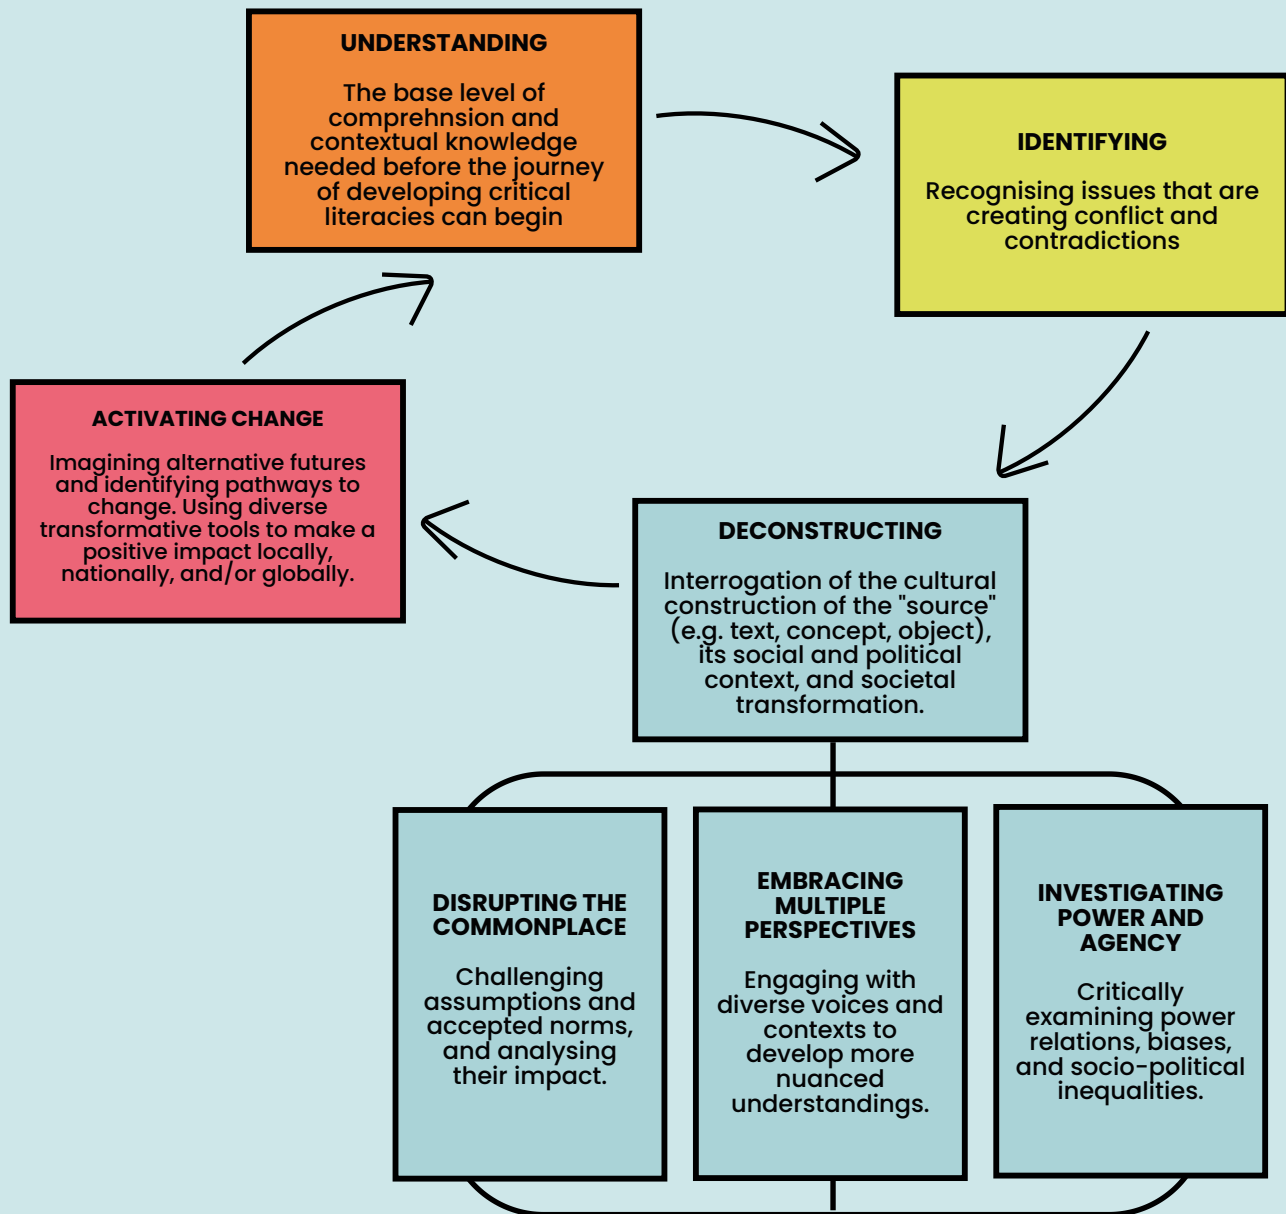 UNDERSTANDING
The base level of
comprehnsion and
contextual knowledge
needed before the journey
of developing critical
literacies can begin
IDENTIFYING
Recognising issues that are
creating conflict and
contradictions
DECONSTRUCTING
Interrogation of the cultural
construction of the "source"
(e.g. text, concept, object),
its social and political
context, and societal
transformation.
DISRUPTING THE
COMMONPLACE
Challenging
assumptions and
accepted norms,
and analysing
their impact.
EMBRACING
MULTIPLE
PERSPECTIVES
Engaging with
diverse voices and
contexts to
develop more
nuanced
understandings.
INVESTIGATING
POWER AND
AGENCY
Critically
examining power
relations, biases,
and socio-political
inequalities.
ACTIVATING CHANGE
Imagining alternative futures
and identifying pathways to
change. Using diverse
transformative tools to make a
positive impact locally,
nationally, and/or globally.